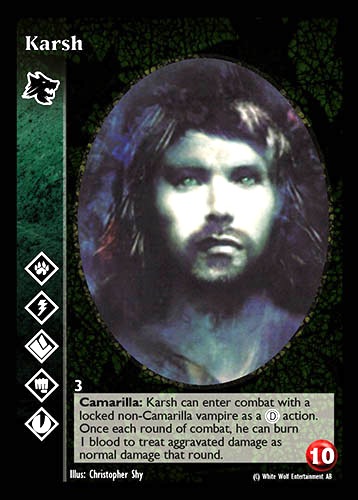 Karsh
3
Camarilla: Karsh can enter combat with a
locked non-Camarilla vampire as a Ⓓ action.
Once each round of combat, he can burn
1 blood to treat aggravated damage as
normal damage that round.
10
Illus: Christopher Shy
(C) White Wolf Entertainment AB